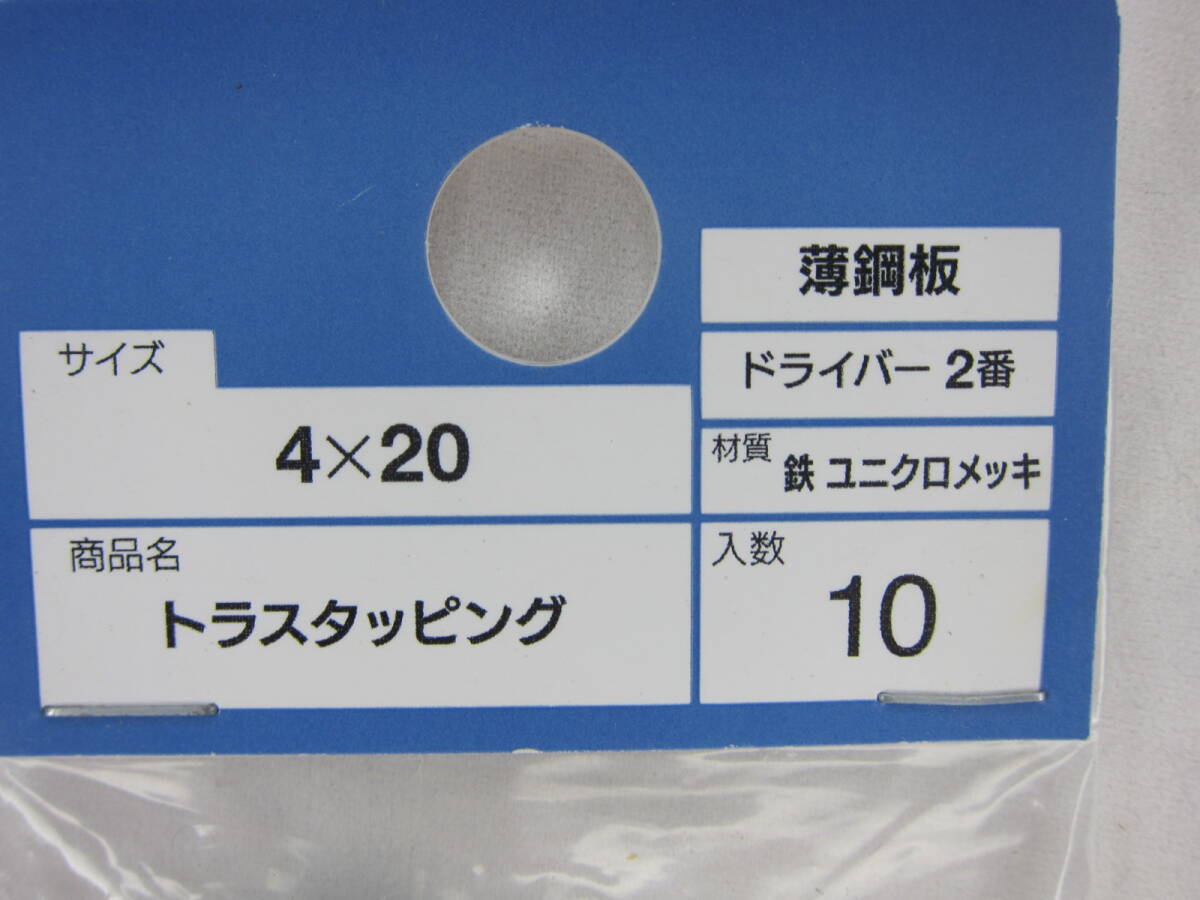 サイズ
4×20
商品名
トラスタッピング
薄鋼板
ドライバー 2番
材質 鉄 ユニクロメッキ
入数
10